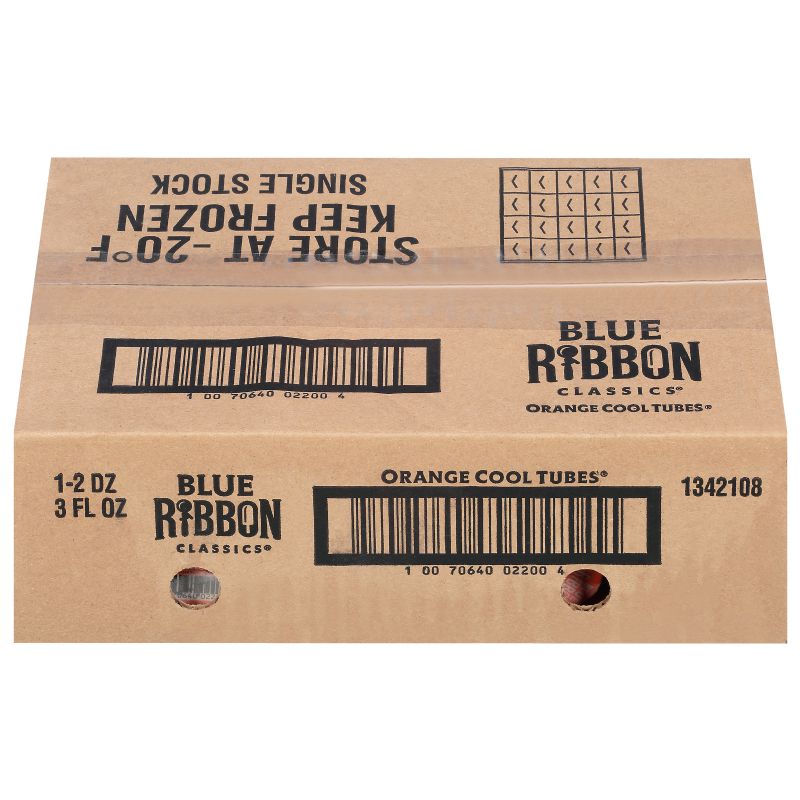 STORE AT -20°F
KEEP FROZEN
SINGLE STOCK
1 00 70640 02200 4
BLUE
RIBBON
CLASSICS®
ORANGE COOL TUBES®
1-2 DZ
3 FL OZ
BLUE
RIBBON
CLASSICS®
ORANGE COOL TUBES®
1 00 70640 02200 4
1342108